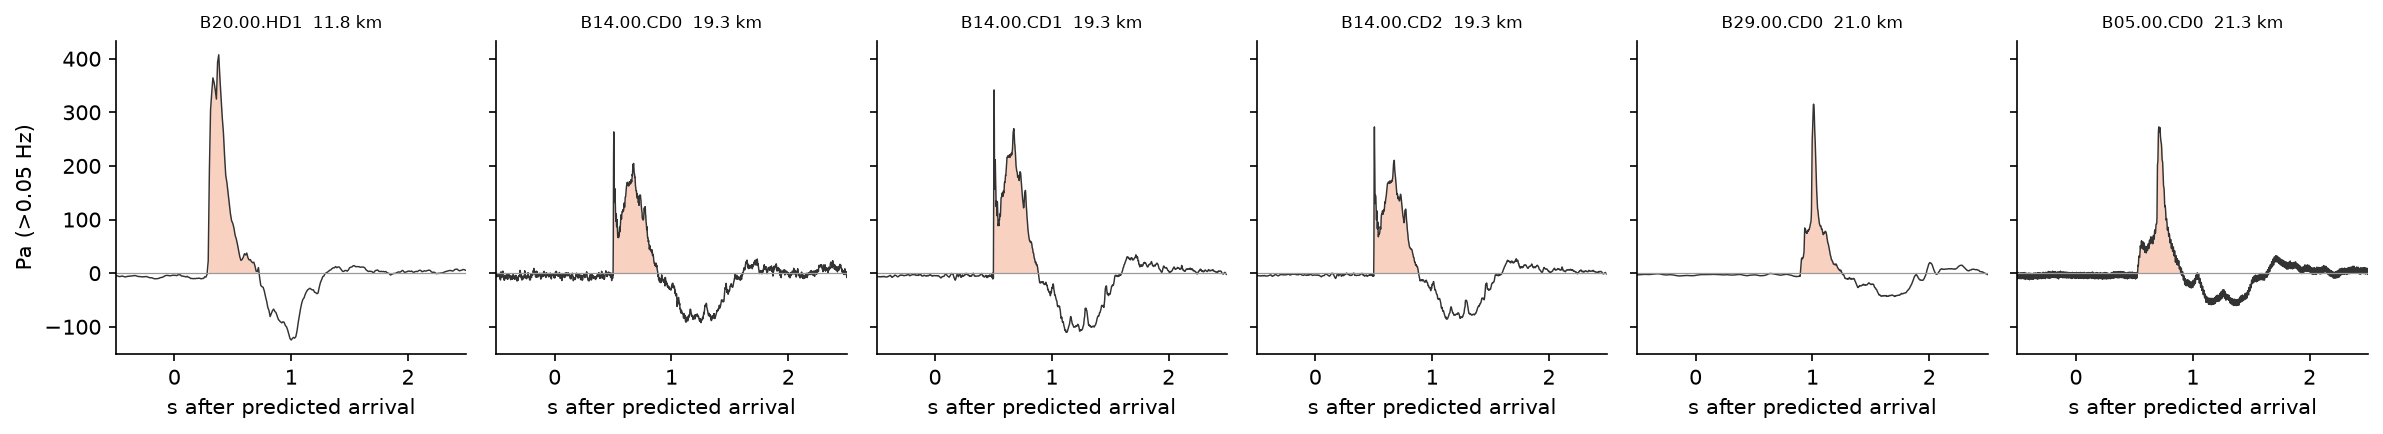 B20.00.HD1  11.8 km
B14.00.CD0  19.3 km
B14.00.CD1  19.3 km
B14.00.CD2  19.3 km
B29.00.CD0  21.0 km
B05.00.CD0  21.3 km
Pa (>0.05 Hz)
400
300
200
100
0
−100
0 1 2
0 1 2
0 1 2
0 1 2
0 1 2
0 1 2
s after predicted arrival
s after predicted arrival
s after predicted arrival
s after predicted arrival
s after predicted arrival
s after predicted arrival